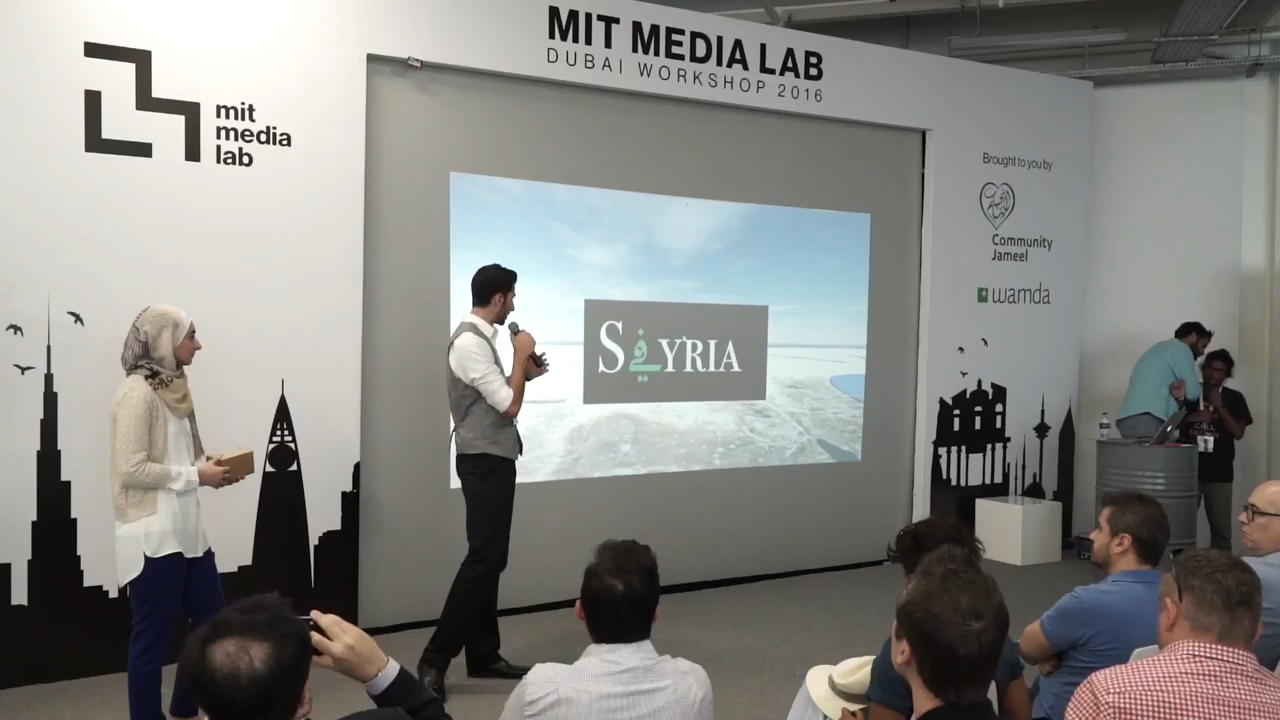 MIT MEDIA LAB
DUBAI WORKSHOP 2016
mit
media
lab
Brought to you by
Community
Jameel
wamda
S في YRIA